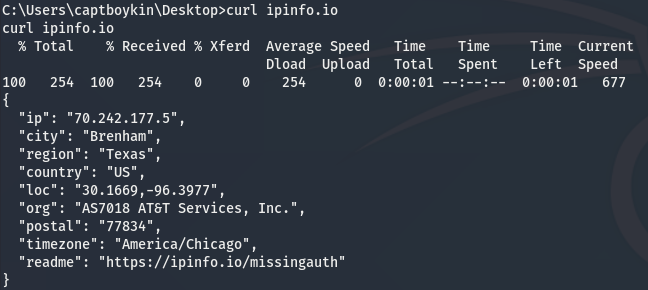 C:\Users\captboykin\Desktop>curl ipinfo.io
curl ipinfo.io
  % Total    % Received % Xferd  Average Speed   Time    Time     Time  Current
                                 Dload  Upload   Total   Spent    Left  Speed
100   254  100   254    0     0    254      0  0:00:01 --:--:--  0:00:01   677
{
  "ip": "70.242.177.5",
  "city": "Brenham",
  "region": "Texas",
  "country": "US",
  "loc": "30.1669,-96.3977",
  "org": "AS7018 AT&T Services, Inc.",
  "postal": "77834",
  "timezone": "America/Chicago",
  "readme": "https://ipinfo.io/missingauth"
}